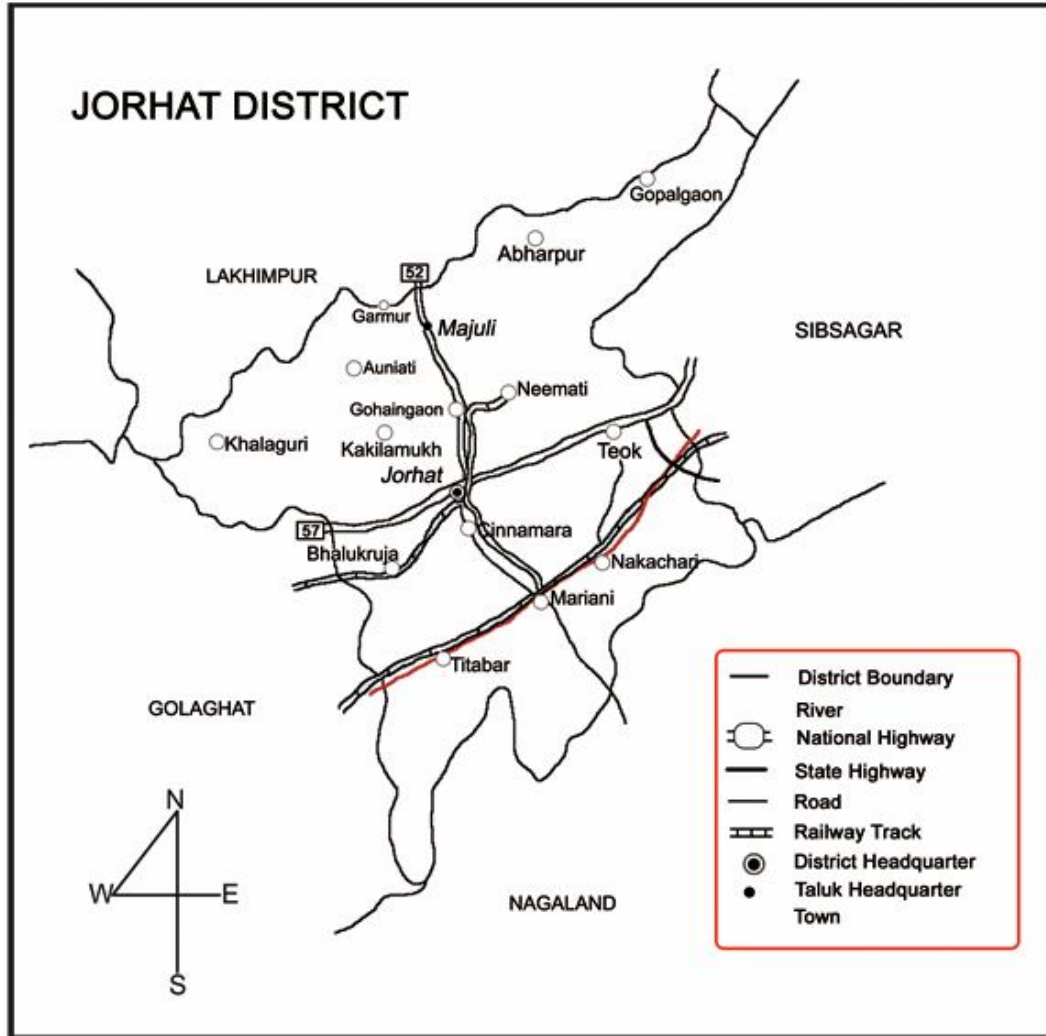 JORHAT DISTRICT
Gopalgaon
Abharpur
52
LAKHIMPUR
Garmur
Majuli
SIBSAGAR
Auniati
Neemati
Gohaingaon
Khalaguri
Kakilamukh
Teok
Jorhat
57
Cinnamara
Bhalukruja
Nakachari
Mariani
Titabar
GOLAGHAT
NAGALAND
N
W
E
S
District Boundary
River
National Highway
State Highway
Road
Railway Track
District Headquarter
Taluk Headquarter
Town